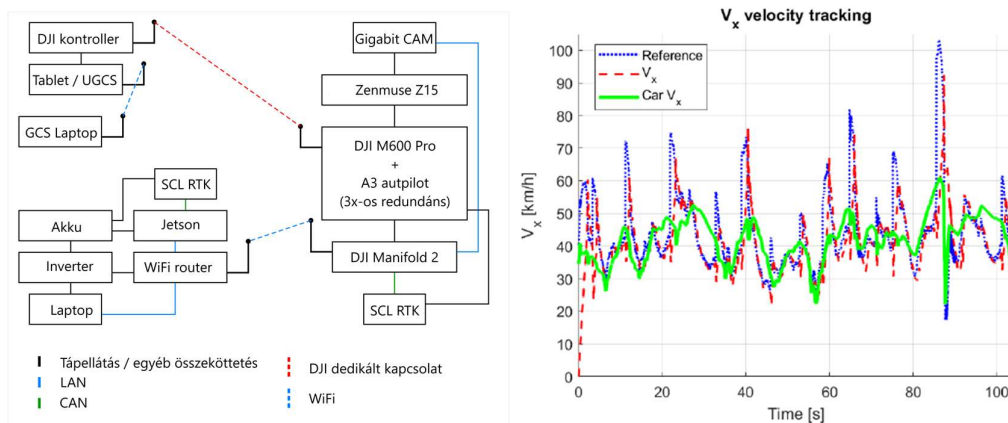 DJI kontroller
Tablet / UGCS
GCS Laptop
Gigabit CAM
Zenmuse Z15
DJI M600 Pro
+
A3 autpilot
(3x-os redundáns)
SCL RTK
Akku
Jetson
Inverter
WiFi router
DJI Manifold 2
Laptop
SCL RTK
Tápellátás / egyéb összeköttetés
LAN
CAN
DJI dedikált kapcsolat
WiFi
Vx velocity tracking
Reference
Vx
Car Vx
Vx [km/h]
100
90
80
70
60
50
40
30
20
10
0
0
20
40
60
80
100
Time [s]